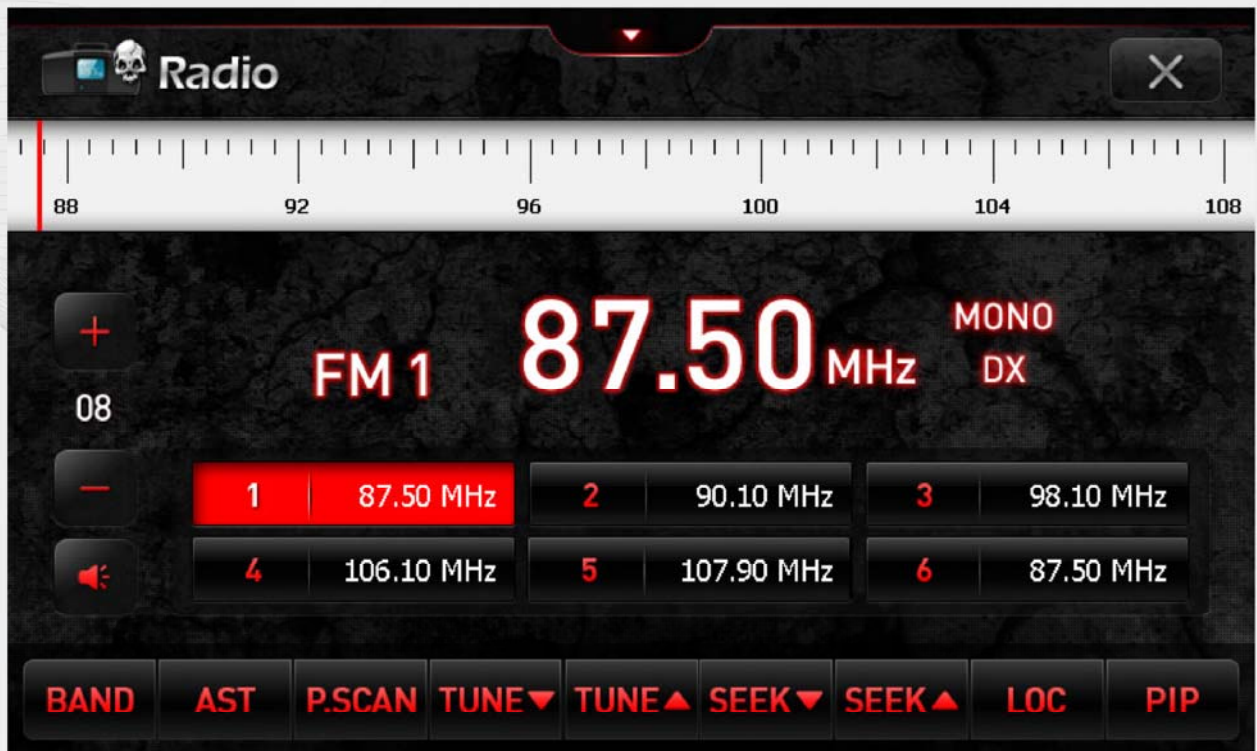 Radio
88 92 96 100 104 108
FM 1 87.50 MHz MONO
DX
08
1 87.50 MHz 2 90.10 MHz 3 98.10 MHz
4 106.10 MHz 5 107.90 MHz 6 87.50 MHz
BAND AST P.SCAN TUNE▼ TUNE▲ SEEK▼ SEEK▲ LOC PIP